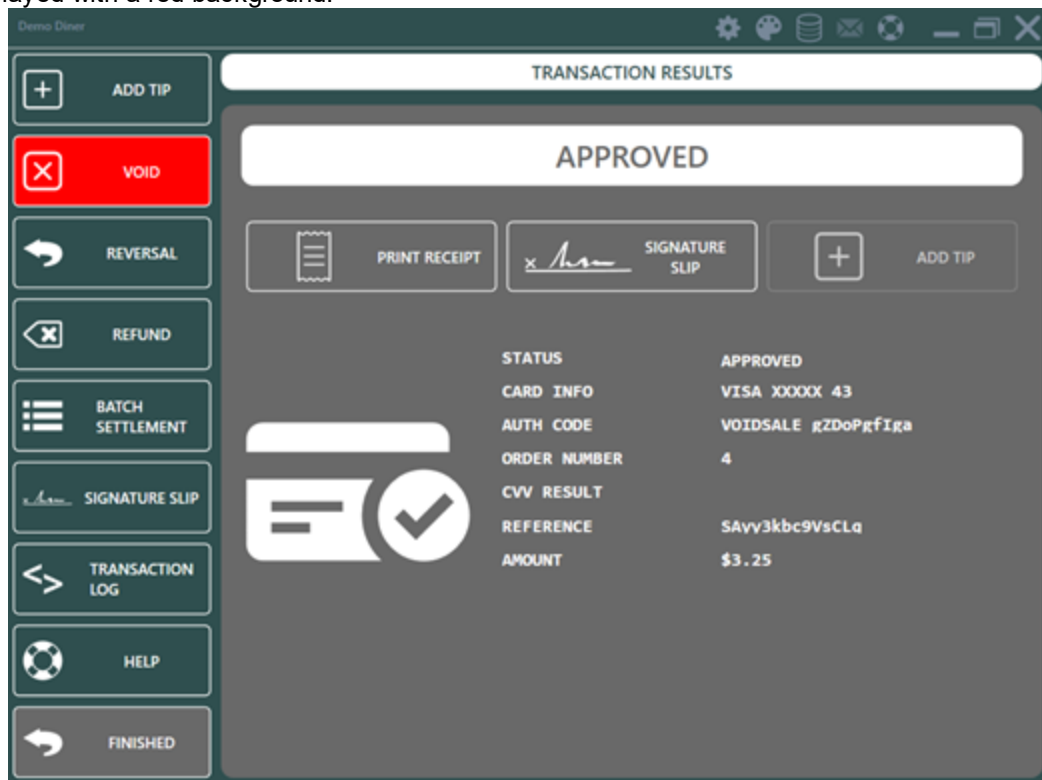 layed with a red background.
Demo Diner
TRANSACTION RESULTS
ADD TIP
VOID
REVERSAL
REFUND
BATCH
SETTLEMENT
SIGNATURE SLIP
TRANSACTION
LOG
HELP
FINISHED
APPROVED
PRINT RECEIPT
SIGNATURE
SLIP
ADD TIP
STATUS APPROVED
CARD INFO VISA XXXXX 43
AUTH CODE VOIDSALE gZDoPgfIga
ORDER NUMBER 4
CVV RESULT
REFERENCE SAyy3kbc9VsCLq
AMOUNT $3.25